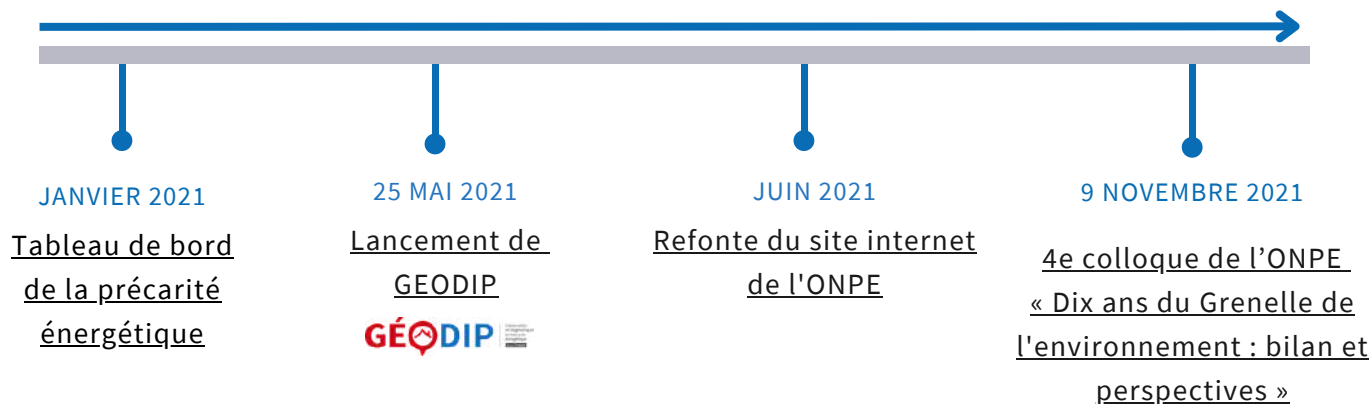 JANVIER 2021
Tableau de bord
de la précarité
énergétique
25 MAI 2021
Lancement de
GEODIP
GÉODIP
JUIN 2021
Refonte du site internet
de l'ONPE
9 NOVEMBRE 2021
4e colloque de l’ONPE
« Dix ans du Grenelle de
l'environnement : bilan et
perspectives »